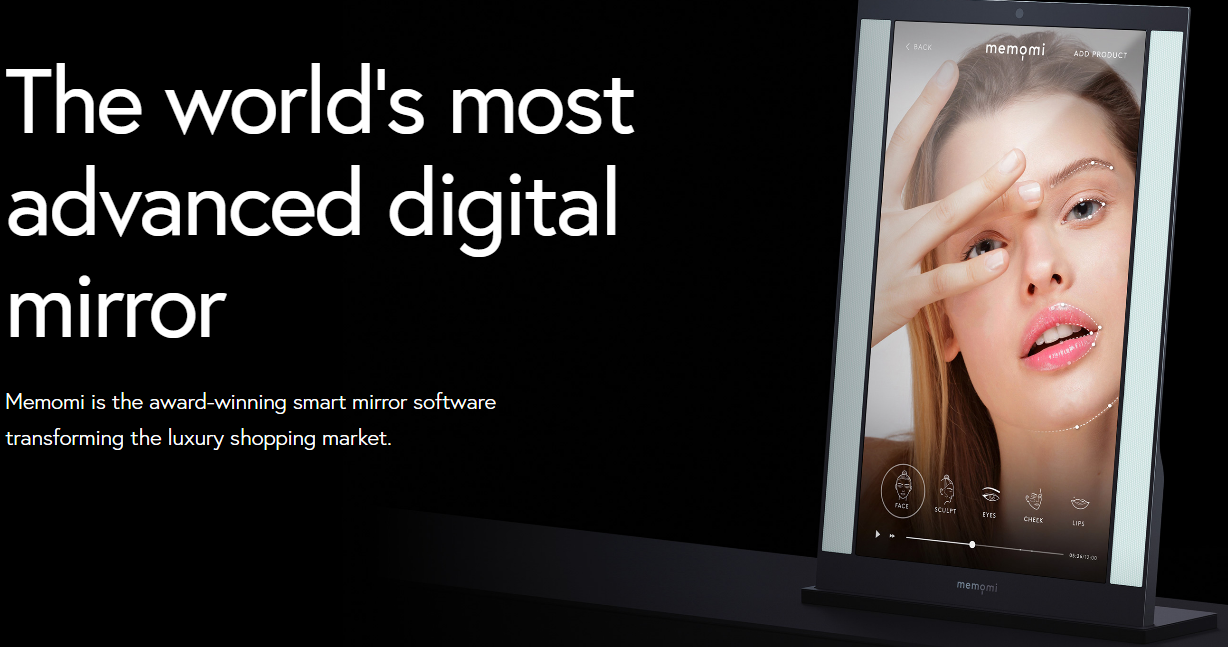 The world's most
advanced digital
mirror
Memomi is the award-winning smart mirror software
transforming the luxury shopping market.
BACK
memomi
ADD PRODUCT
FACE
SCULPT
EYES
CHEEK
LIPS
memomi